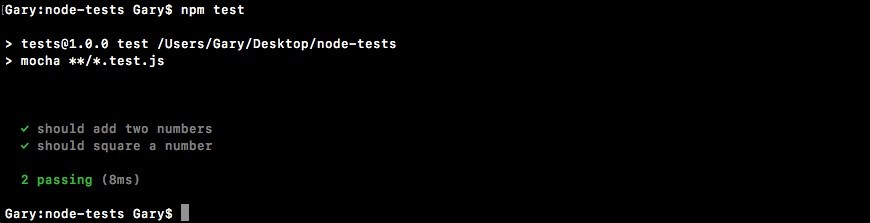 Gary:node-tests Gary$ npm test
> tests@1.0.0 test /Users/Gary/Desktop/node-tests
> mocha **/*.test.js
✓ should add two numbers
✓ should square a number
2 passing (8ms)
Gary:node-tests Gary$